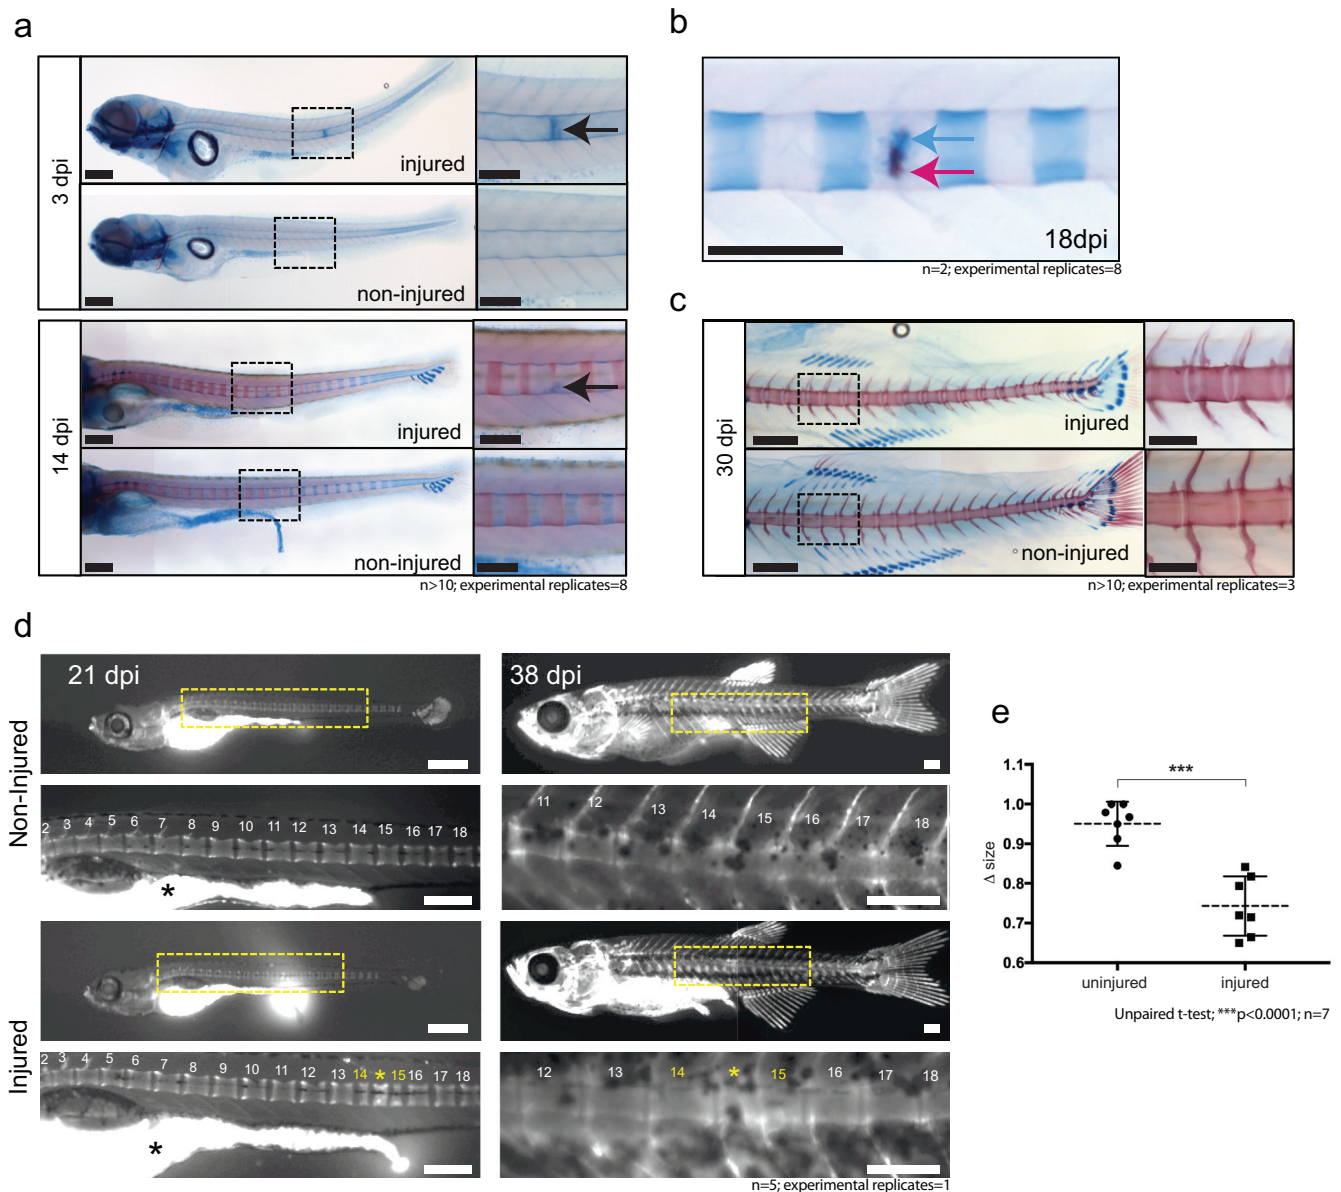 a
3 dpi
injured
non-injured
14 dpi
injured
non-injured
n>10; experimental replicates=8
b
18dpi
n=2; experimental replicates=8
c
30 dpi
injured
non-injured
n>10; experimental replicates=3
d
Non-Injured
21 dpi
38 dpi
2 3 4 5 6 7 8 9 10 11 12 13 14 15 16 17 18
*
11 12 13 14 15 16 17 18
Injured
2 3 4 5 6 7 8 9 10 11 12 13 14 * 15 16 17 18
*
12 13 14 * 15 16 17 18
n=5; experimental replicates=1
e
***
Δ size
1.1
1.0
0.9
0.8
0.7
0.6
uninjured injured
Unpaired t-test; ***p<0.0001; n=7